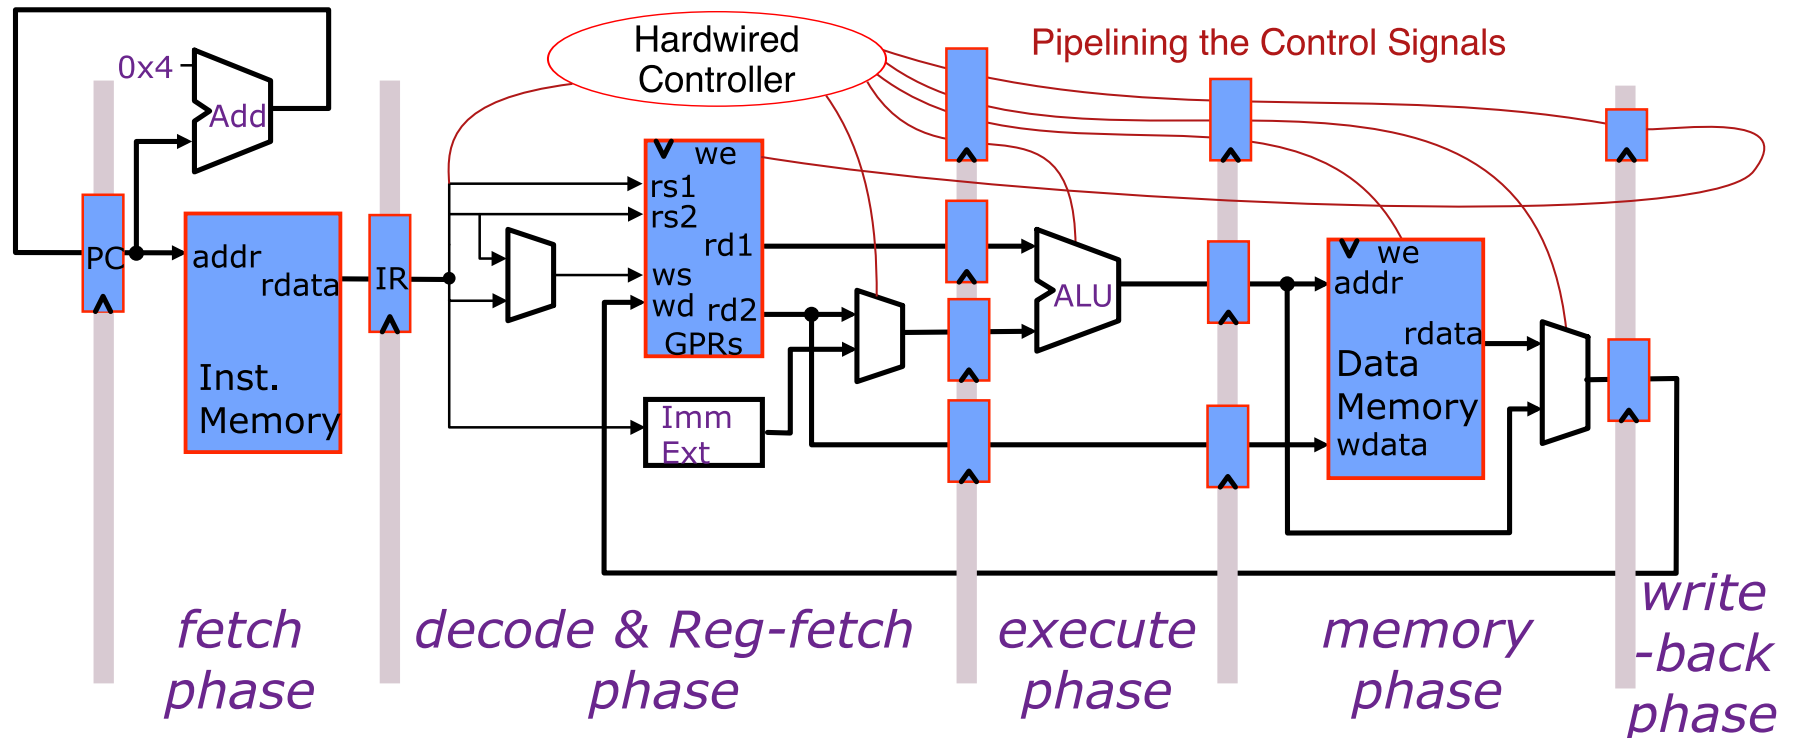 Hardwired
Controller
Pipelining the Control Signals
0x4
Add
PC
addr
rdata
Inst.
Memory
IR
we
rs1
rs2
rd1
ws
wd
rd2
GPRs
Imm
Ext
ALU
we
addr
rdata
Data
Memory
wdata
fetch
phase
decode & Reg-fetch
phase
execute
phase
memory
phase
write
-back
phase